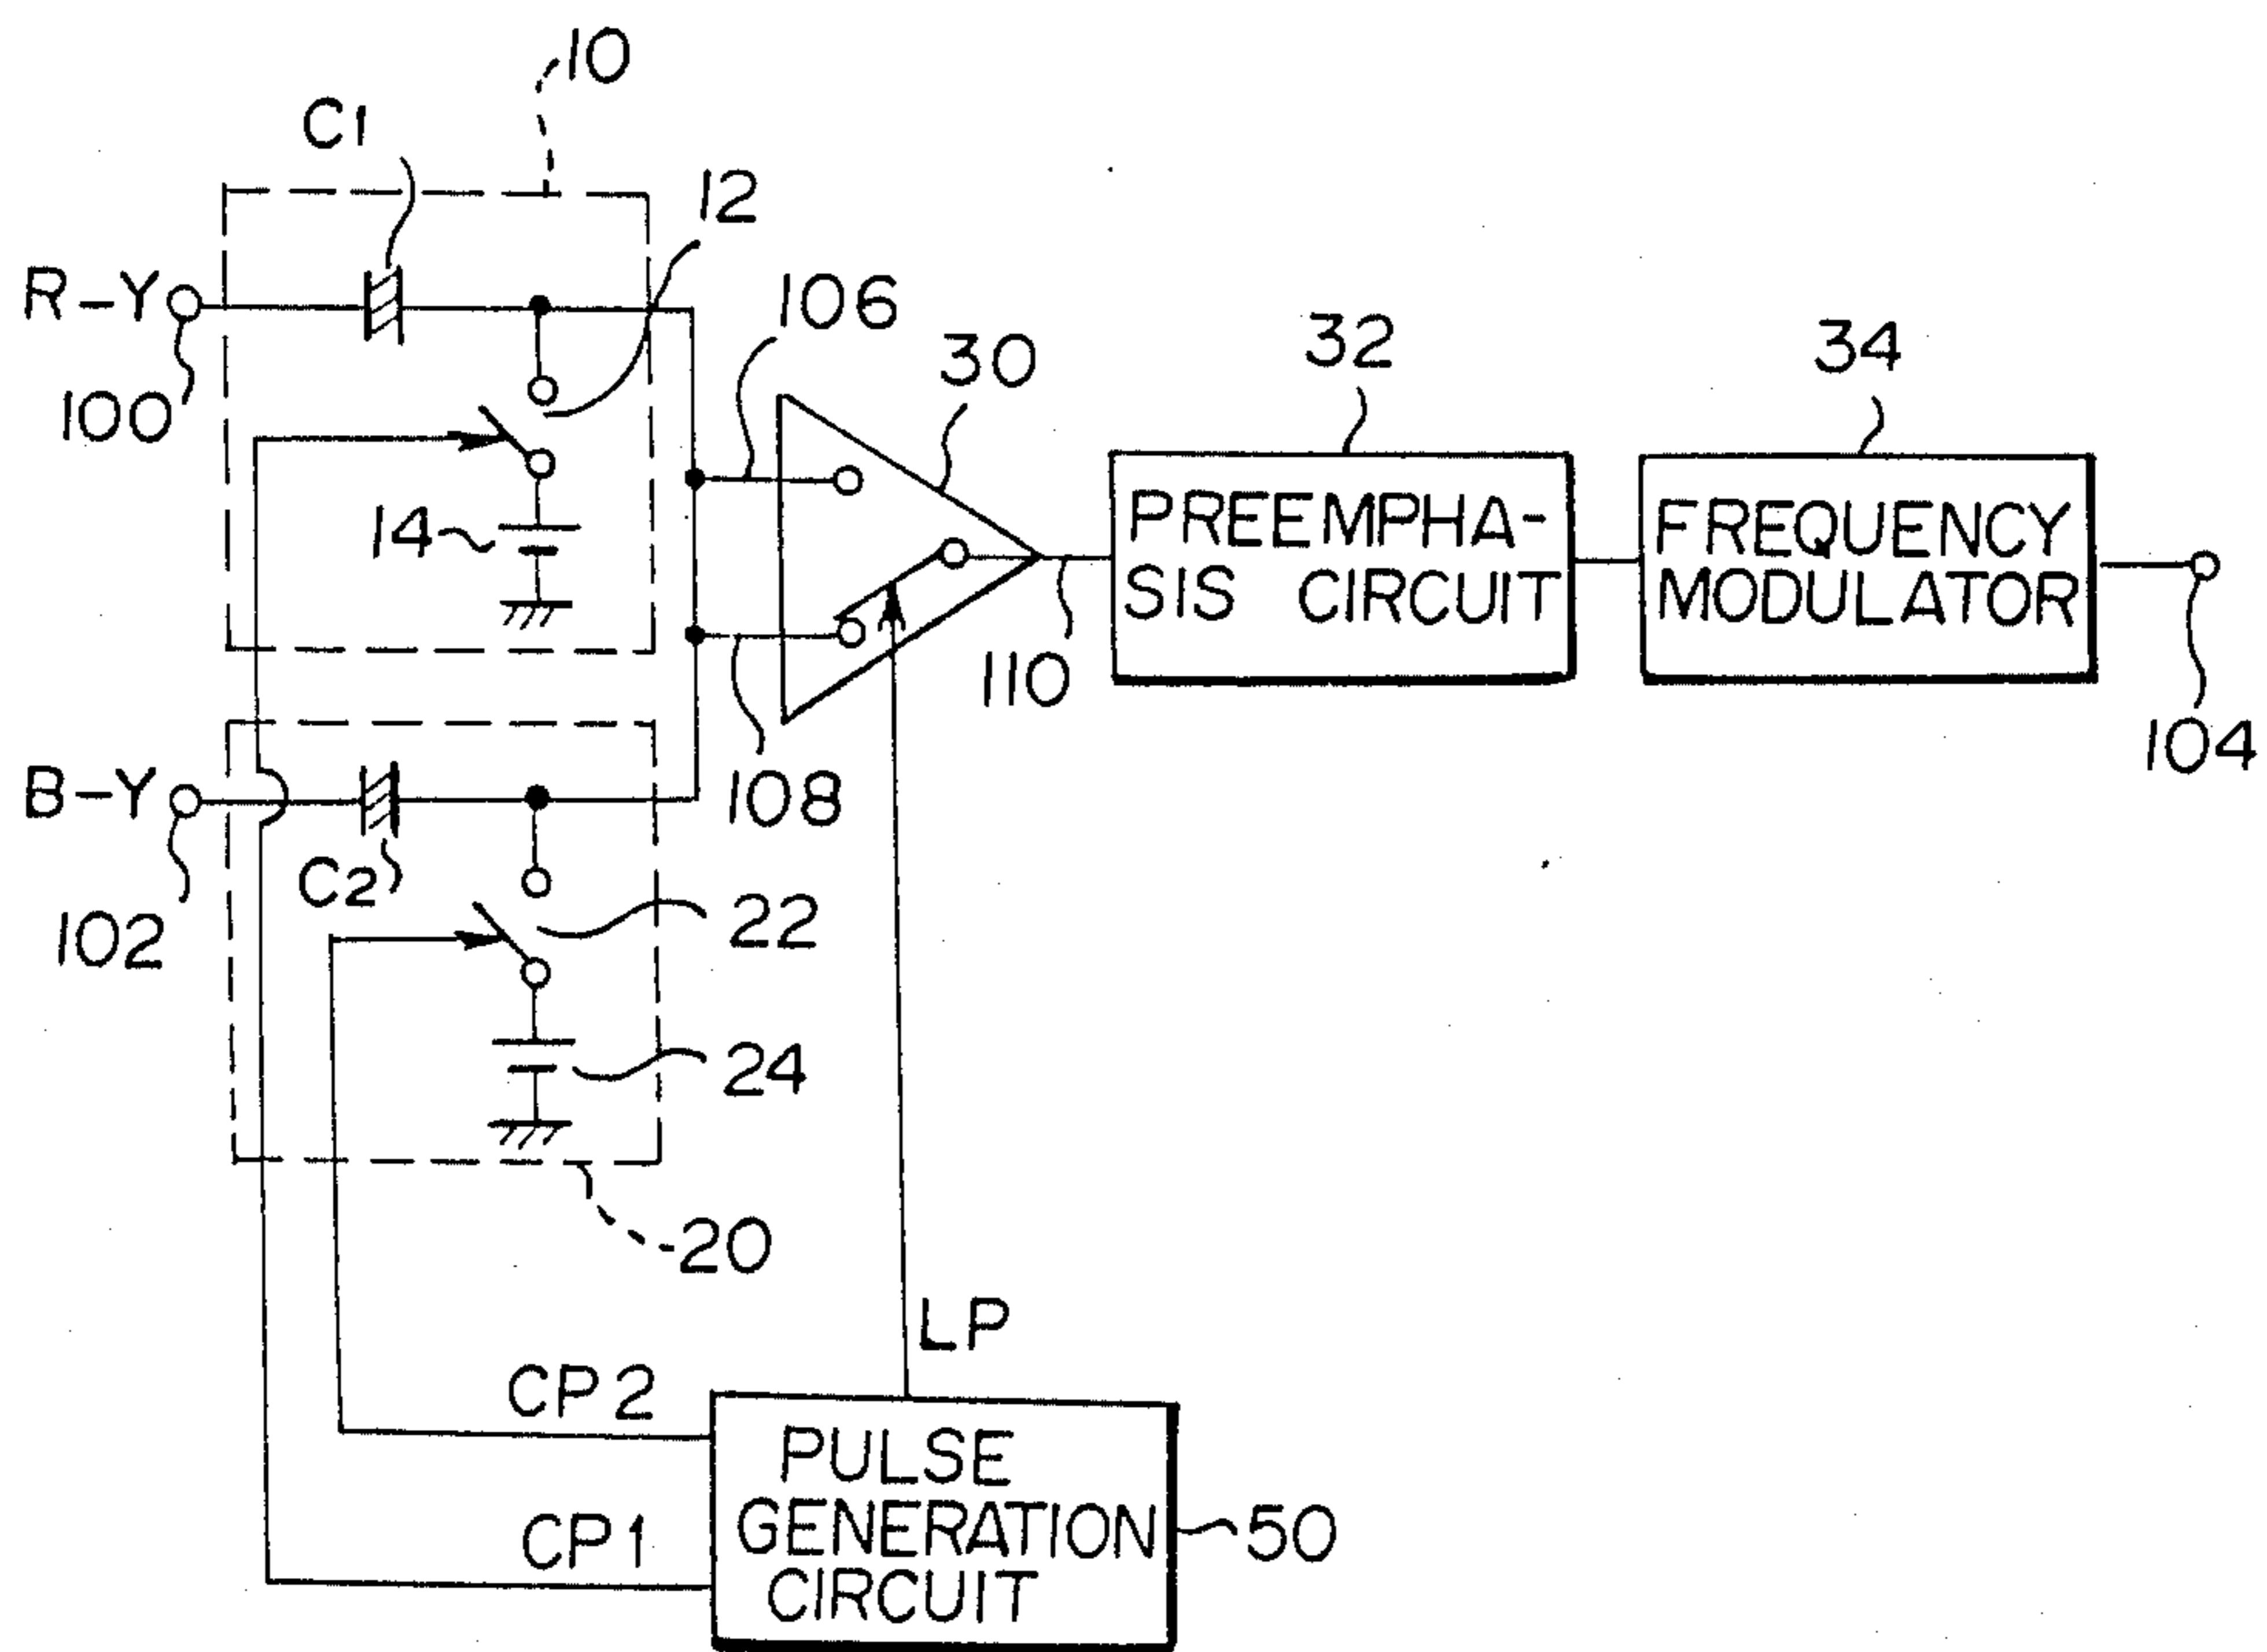 10
C1
12
R-Y
100
106
30
32
34
14
PREEMPHA-
SIS CIRCUIT
FREQUENCY
MODULATOR
110
104
B-Y
108
C2
102
22
24
20
LP
CP2
CP1
PULSE
GENERATION
CIRCUIT
50